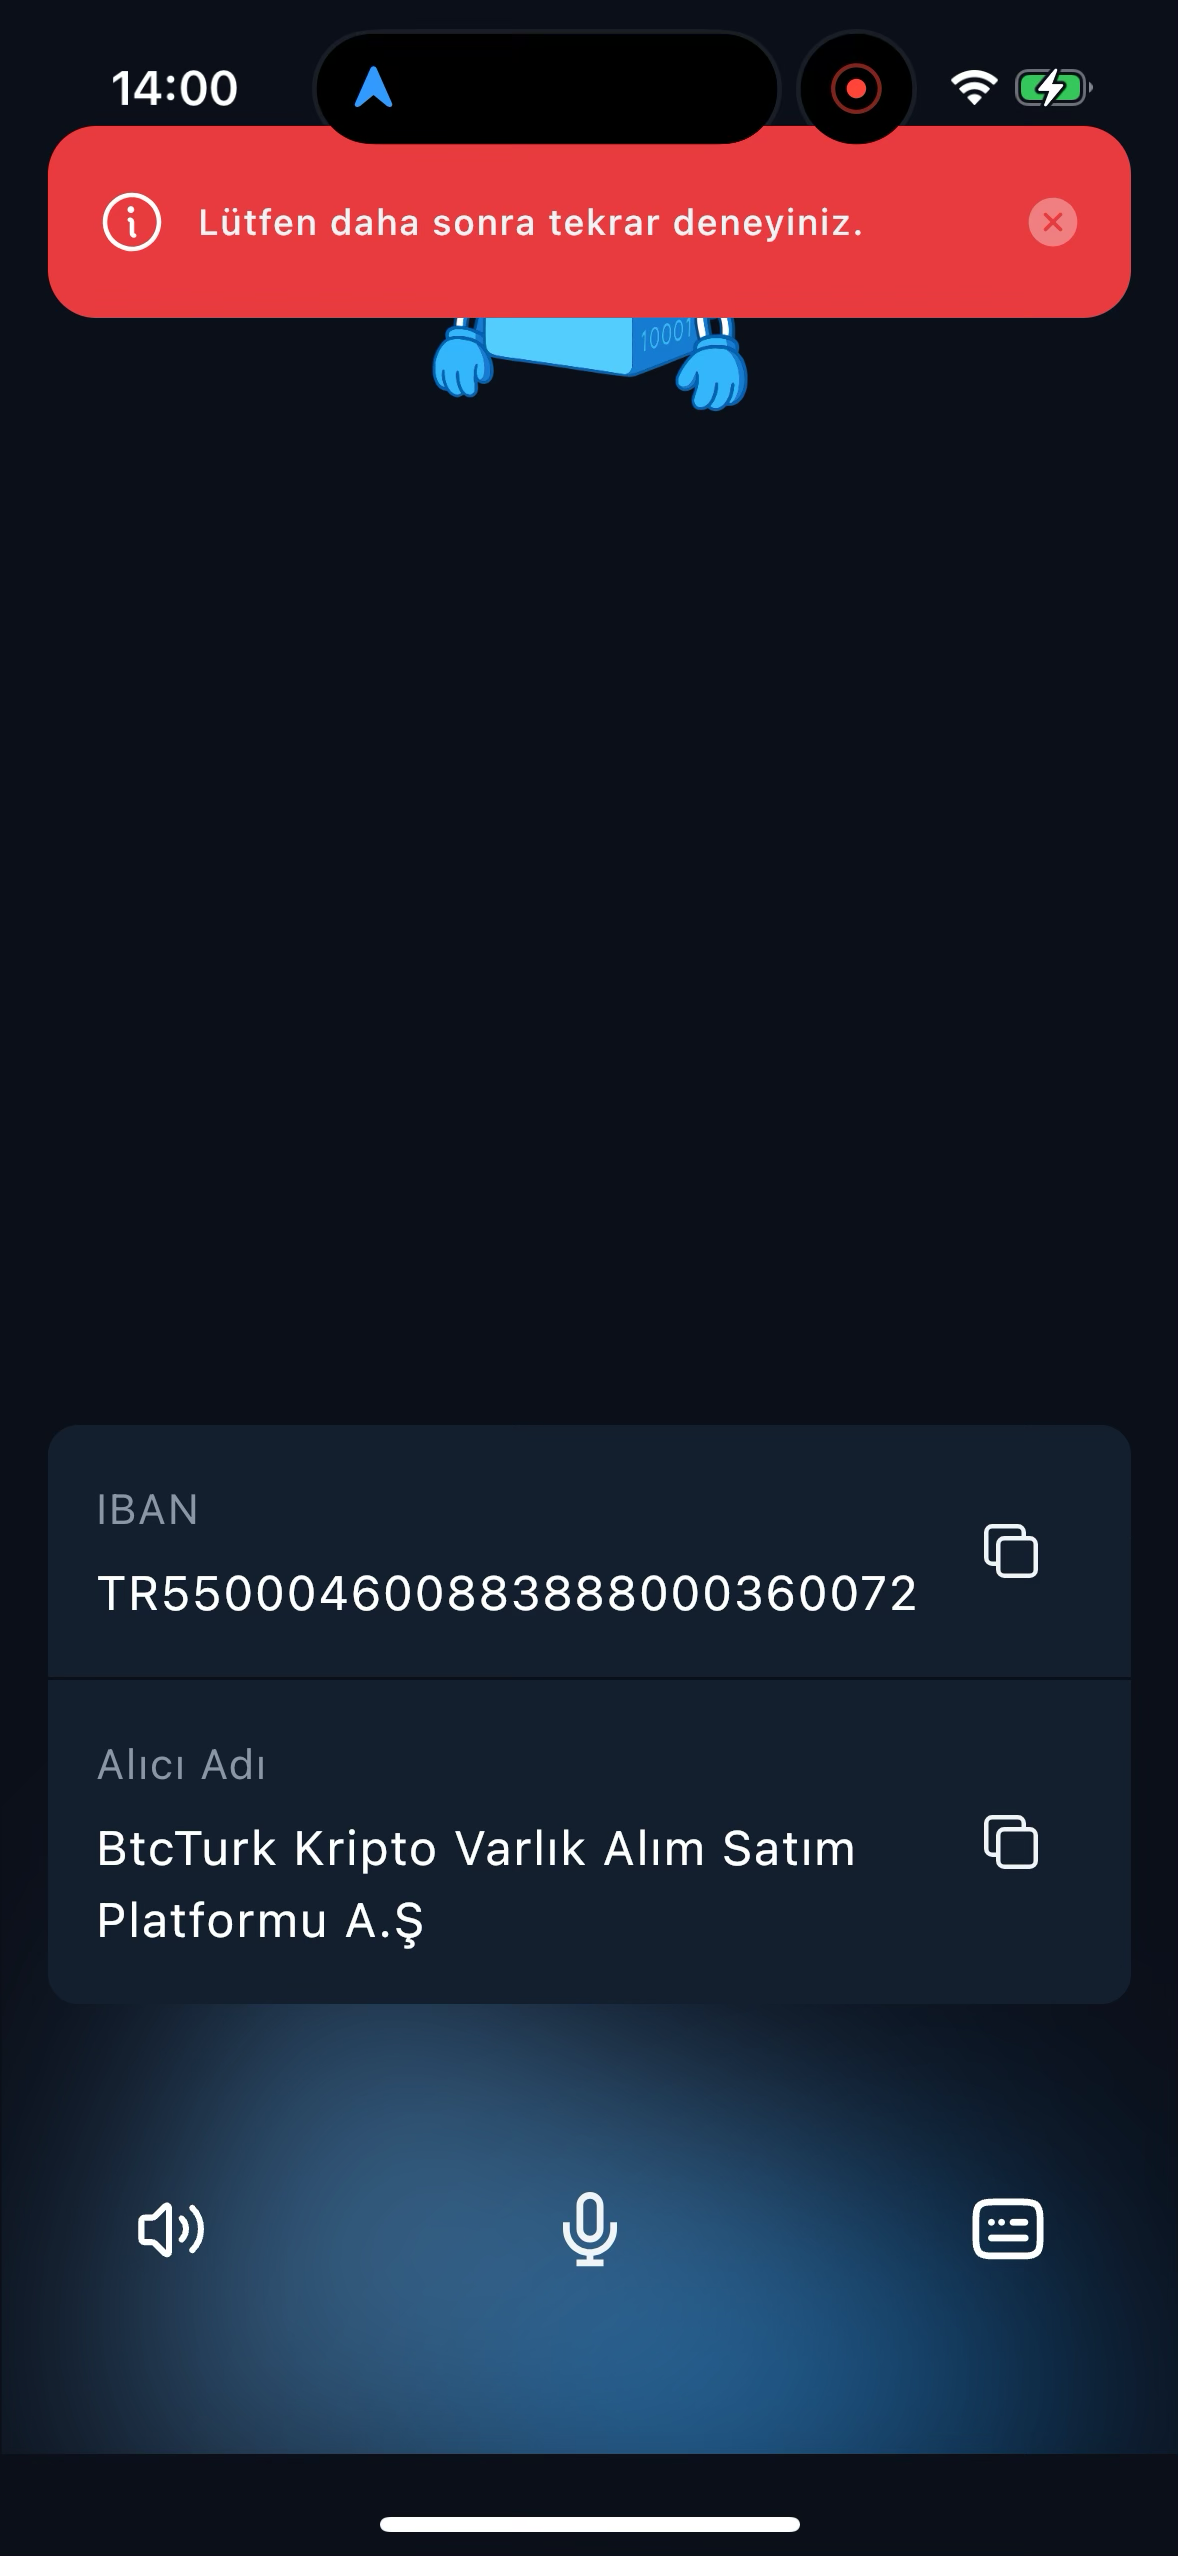 14:00
Lütfen daha sonra tekrar deneyiniz.
10001
IBAN
TR550004600883888000360072
Alıcı Adı
BtcTurk Kripto Varlık Alım Satım
Platformu A.Ş